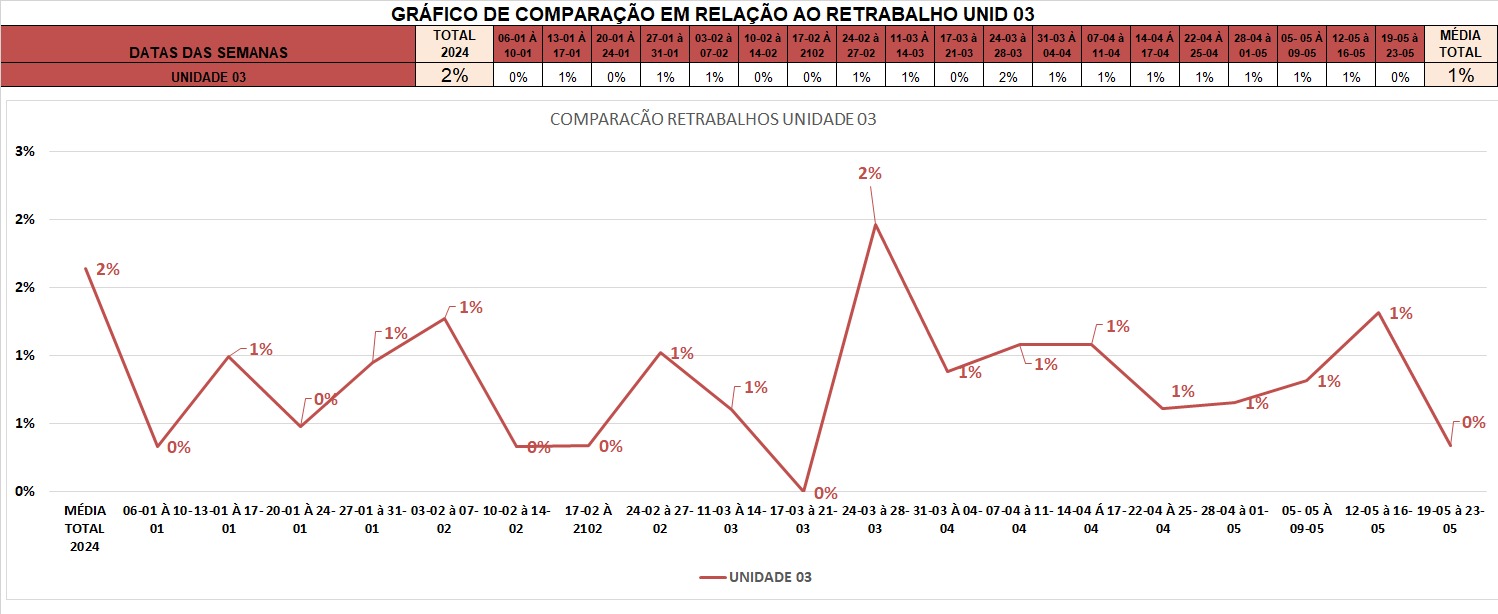 GRÁFICO DE COMPARAÇÃO EM RELAÇÃO AO RETRABALHO UNID 03
DATAS DAS SEMANAS TOTAL 2024 06-01 À 10-01 13-01 À 17-01 20-01 À 24-01 27-01 à 31-01 03-02 à 07-02 10-02 à 14-02 17-02 À 2102 24-02 à 27-02 11-03 À 14-03 17-03 à 21-03 24-03 à 28-03 31-03 À 04-04 07-04 à 11-04 14-04 À 17-04 22-04 À 25-04 28-04 à 01-05 05- 05 À 09-05 12-05 à 16-05 19-05 à 23-05 MÉDIA TOTAL
UNIDADE 03 2% 0% 1% 0% 1% 1% 0% 0% 1% 1% 0% 2% 1% 1% 1% 1% 1% 1% 1% 0% 1%
COMPARACÃO RETRABALHOS UNIDADE 03
3%
2%
2%
1%
1%
0%
2% 0% 1% 0% 1% 1% 0% 0% 1% 1% 0% 2% 1% 1% 1% 1% 1% 1% 1% 0%
MÉDIA 06-01 À 10- 13-01 À 17- 20-01 À 24- 27-01 à 31- 03-02 à 07- 10-02 à 14- 17-02 À 24-02 à 27- 11-03 À 14- 17-03 à 21- 24-03 à 28- 31-03 À 04- 07-04 à 11- 14-04 Á 17- 22-04 À 25- 28-04 à 01- 05- 05 À 12-05 à 16- 19-05 à 23-
TOTAL 01 01 01 01 02 02 2102 02 03 03 03 04 04 04 04 05 09-05 05 05
2024
UNIDADE 03